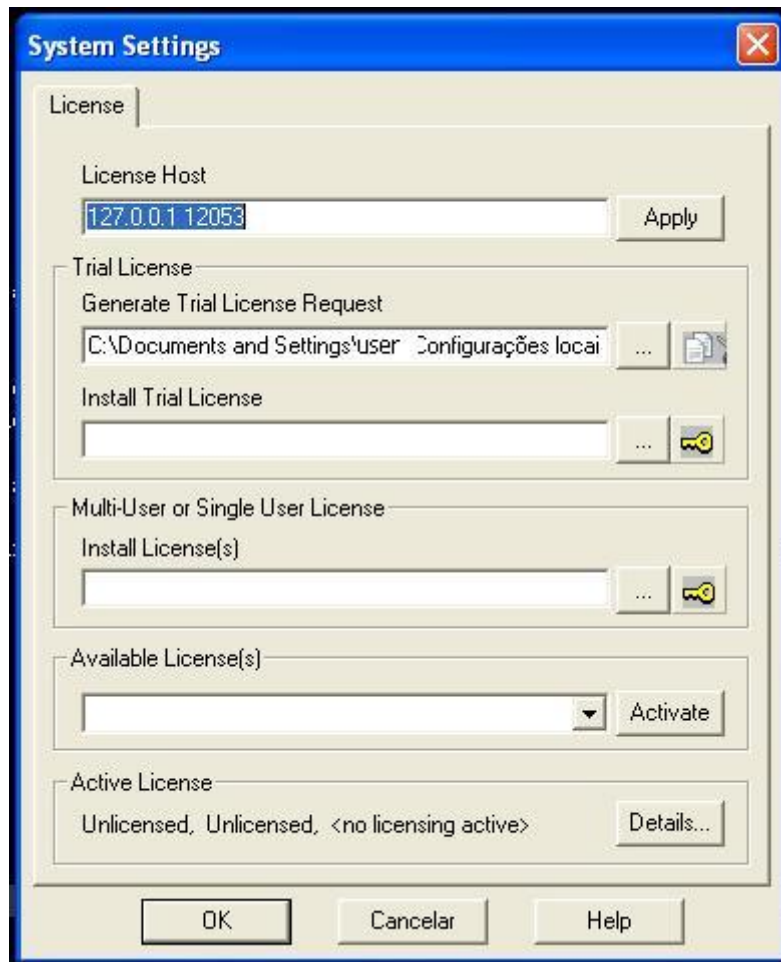 System Settings
License
License Host
127.0.0.1 12053
Apply
Trial License
Generate Trial License Request
C:\Documents and Settings\user Configurações locai
...
Install Trial License
...
Multi-User or Single User License
Install License(s)
...
Available License(s)
Activate
Active License
Unlicensed, Unlicensed, <no licensing active>
Details...
OK
Cancelar
Help